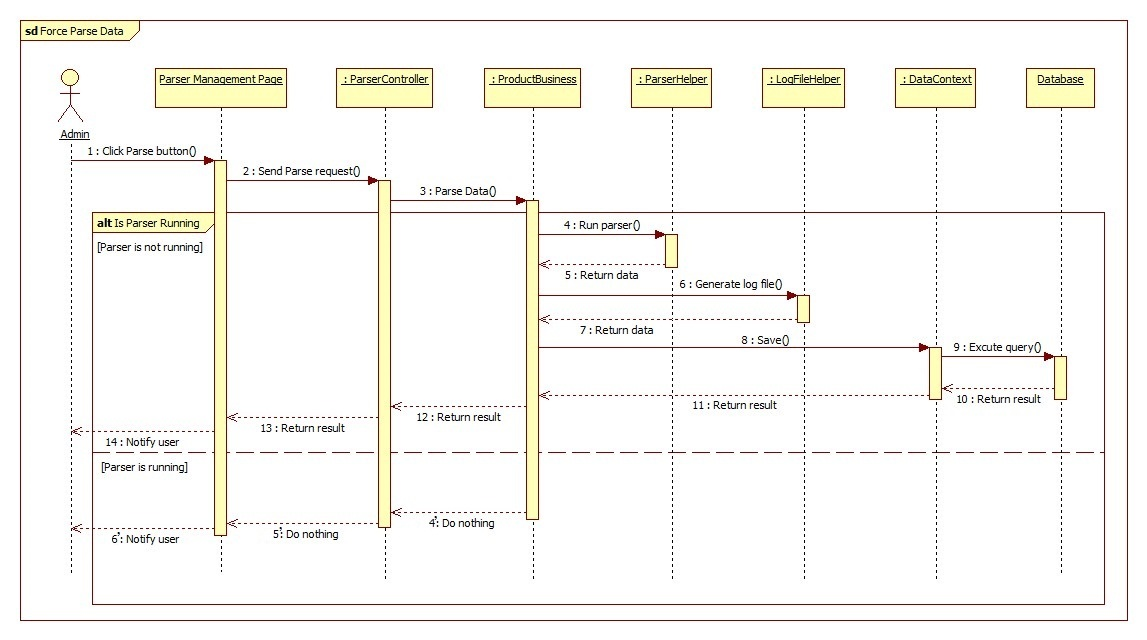 sd Force Parse Data
Admin
Parser Management Page
: ParserController
: ProductBusiness
: ParserHelper
: LogFileHelper
: DataContext
Database
1 : Click Parse button()
2 : Send Parse request()
3 : Parse Data()
alt Is Parser Running
[Parser is not running]
4 : Run parser()
5 : Return data
6 : Generate log file()
7 : Return data
8 : Save()
9 : Excute query()
10 : Return result
11 : Return result
12 : Return result
13 : Return result
14 : Notify user
[Parser is running]
4': Do nothing
5': Do nothing
6': Notify user